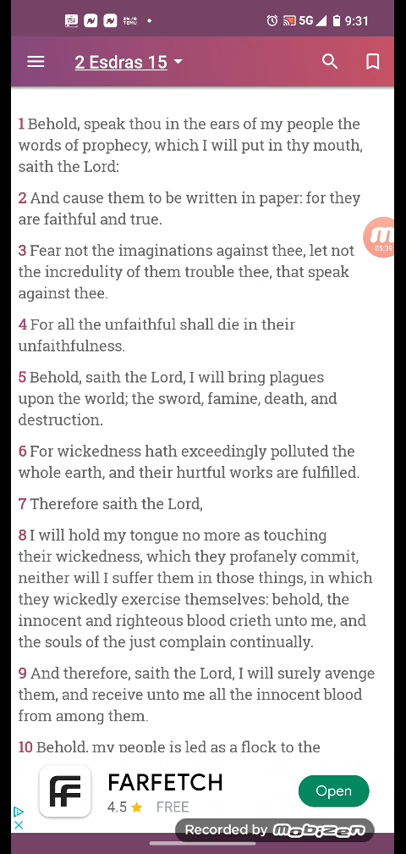 5G 9:31
2 Esdras 15
1 Behold, speak thou in the ears of my people the
words of prophecy, which I will put in thy mouth,
saith the Lord:
2 And cause them to be written in paper: for they
are faithful and true.
3 Fear not the imaginations against thee, let not
the incredulity of them trouble thee, that speak
against thee.
05:39
4 For all the unfaithful shall die in their
unfaithfulness.
5 Behold, saith the Lord, I will bring plagues
upon the world; the sword, famine, death, and
destruction.
6 For wickedness hath exceedingly polluted the
whole earth, and their hurtful works are fulfilled.
7 Therefore saith the Lord,
8 I will hold my tongue no more as touching
their wickedness, which they profanely commit,
neither will I suffer them in those things, in which
they wickedly exercise themselves: behold, the
innocent and righteous blood crieth unto me, and
the souls of the just complain continually.
9 And therefore, saith the Lord, I will surely avenge
them, and receive unto me all the innocent blood
from among them.
10 Behold, my people is led as a flock to the
FARFETCH
4.5 ★ FREE
Open
Recorded by mobizen